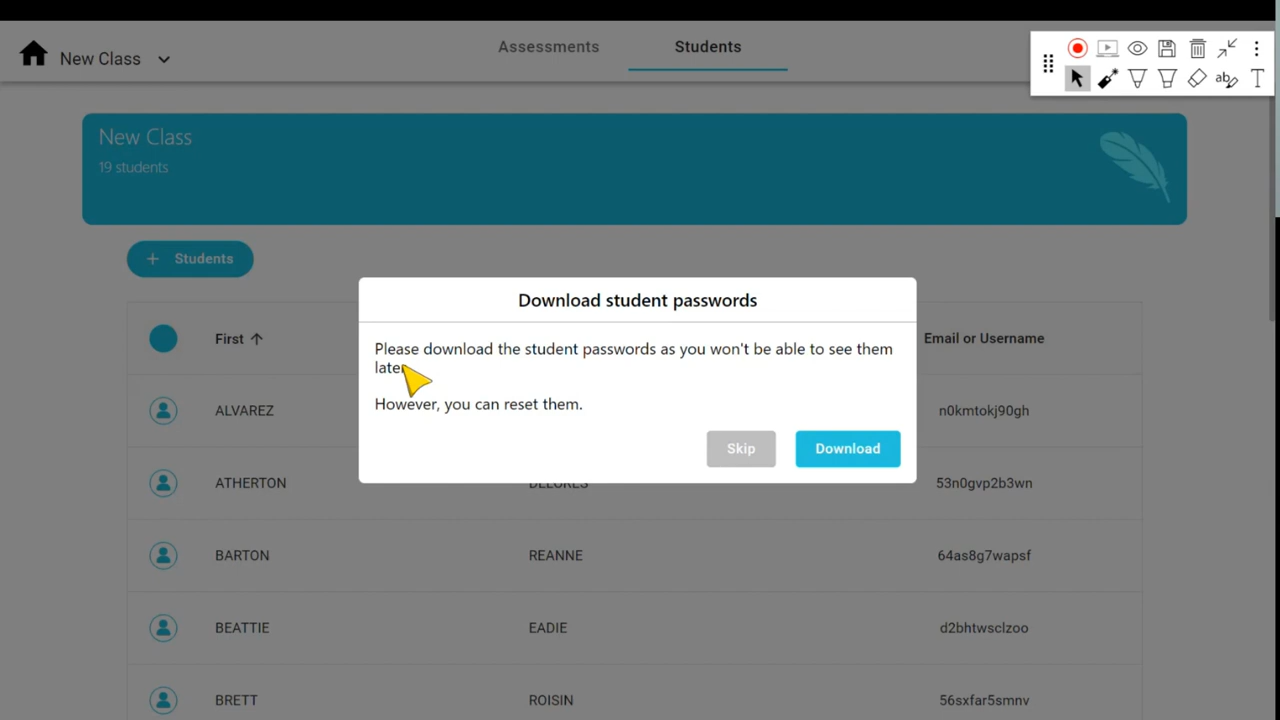 New Class
Assessments
Students
New Class
19 students
+ Students
Download student passwords
Please download the student passwords as you won't be able to see them
However, you can reset them.
Skip
Download
First ↑
Email or Username
ALVAREZ
n0kmtokj90gh
ATHERTON
DELORES
53n0gvp2b3wn
BARTON
REANNE
64as8g7wapsf
BEATTIE
EADIE
d2bhtwsclzoo
BRETT
ROISIN
56sxfar5smnv
ab
T